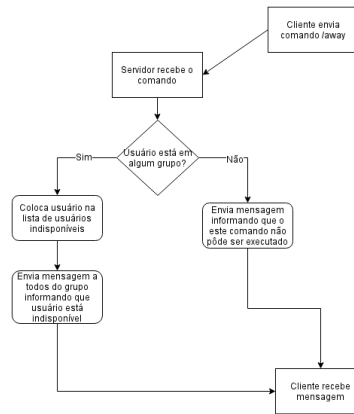 Cliente envia
comando /away
Servidor recebe o
comando
Usuário está em
algum grupo?
Sim
Não
Coloca usuário na
lista de usuários
indisponíveis
Envia mensagem
informando que o
este comando não
pôde ser executado
Envia mensagem a
todos do grupo
informando que
usuário está
indisponível
Cliente recebe
mensagem